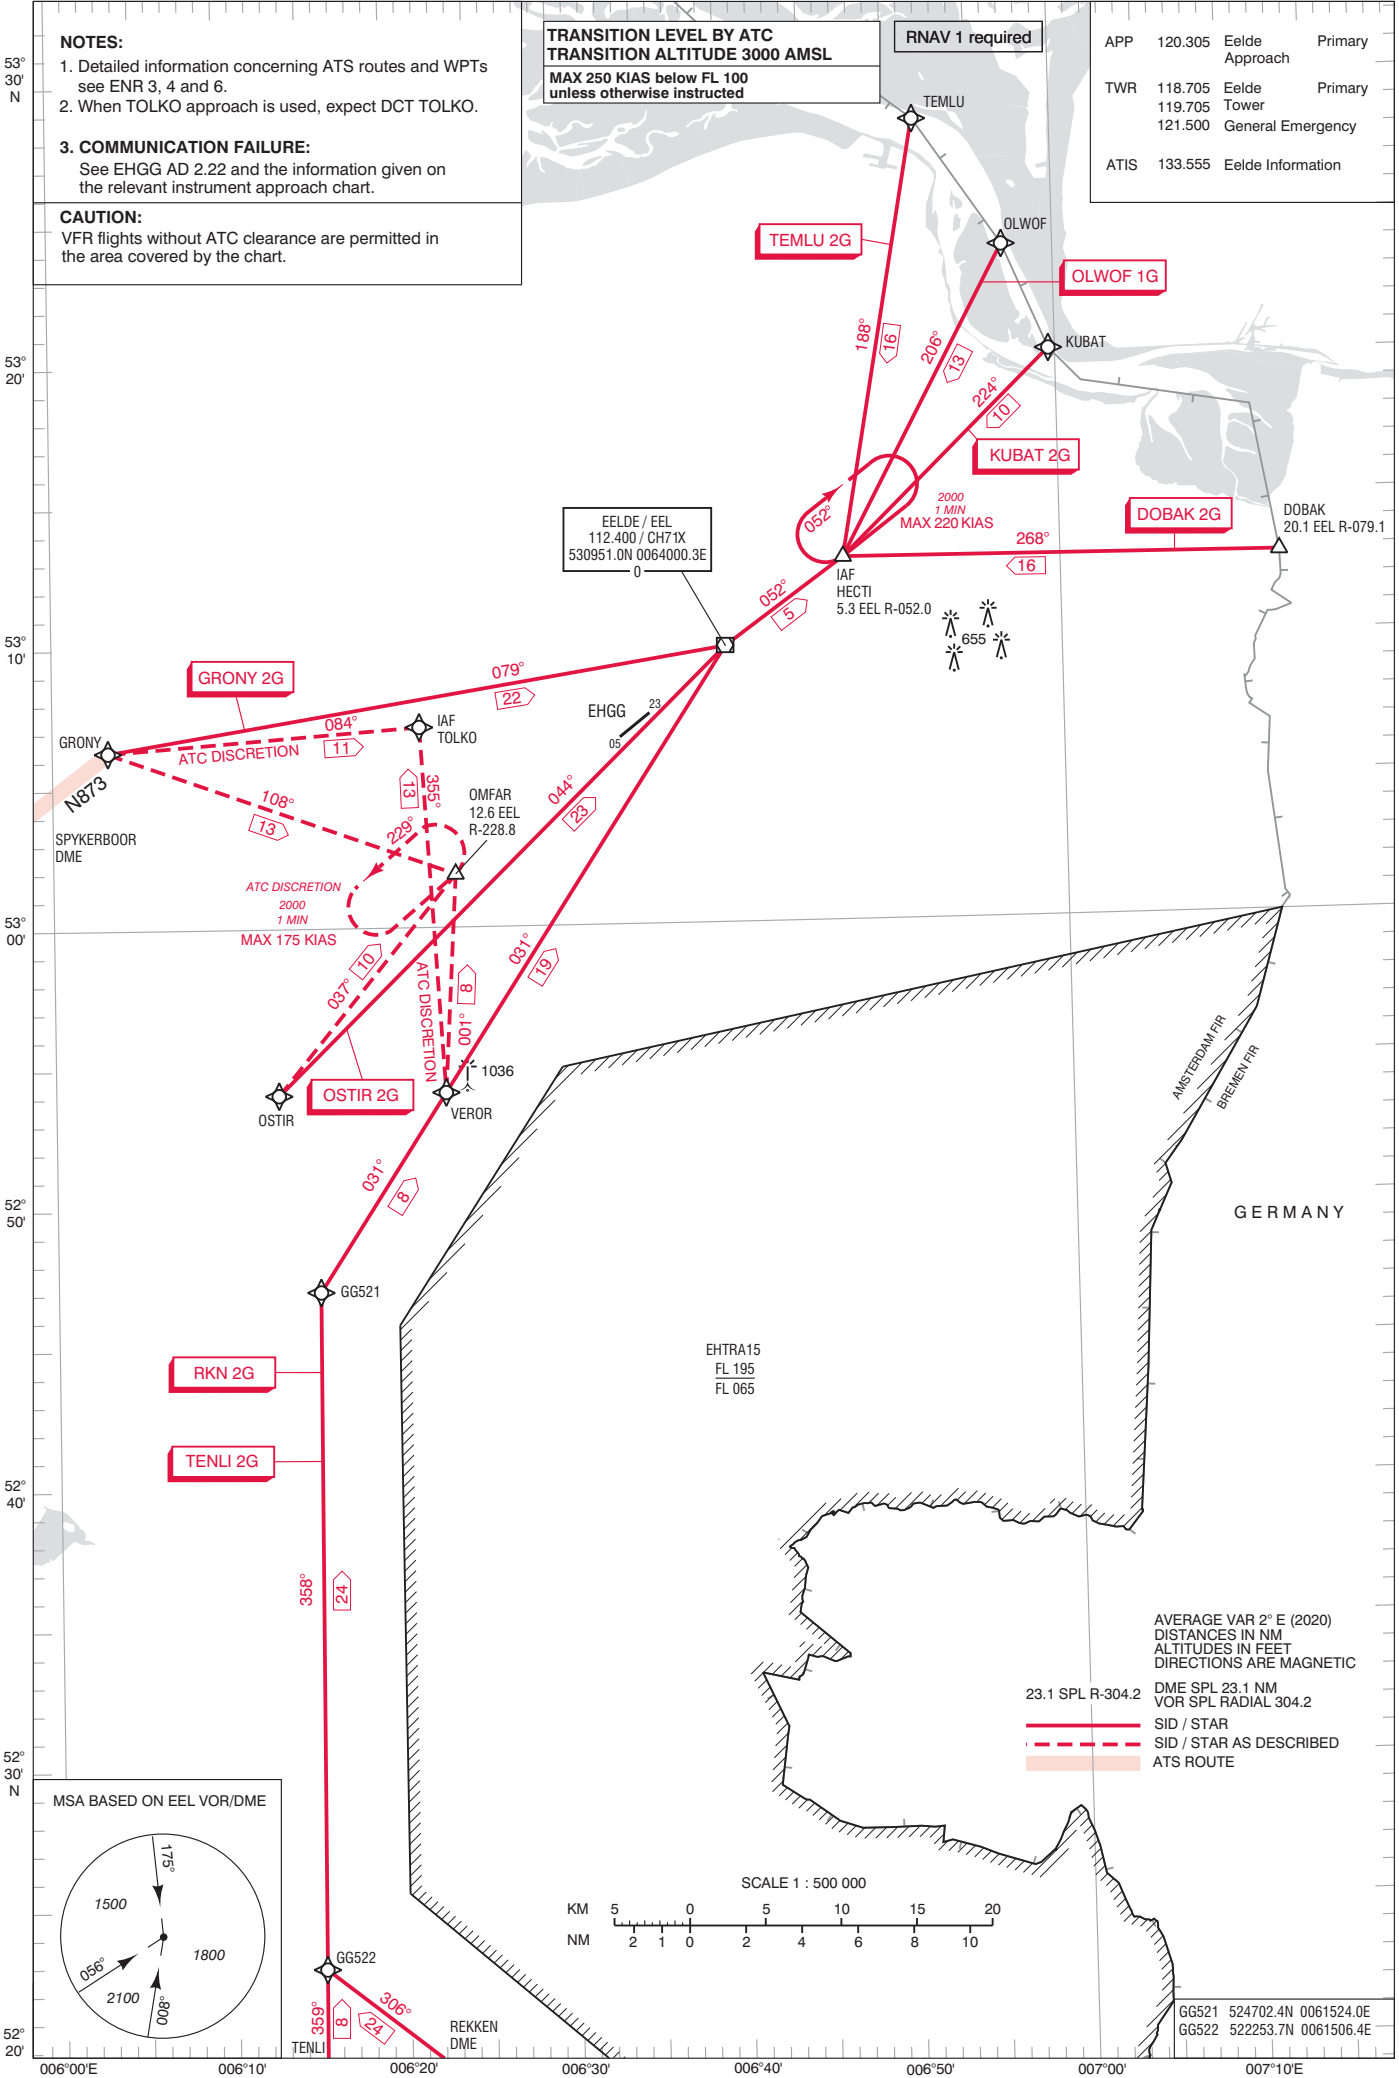 NOTES:
1. Detailed information concerning ATS routes and WPTs
see ENR 3, 4 and 6.
2. When TOLKO approach is used, expect DCT TOLKO.
3. COMMUNICATION FAILURE:
See EHGG AD 2.22 and the information given on
the relevant instrument approach chart.
CAUTION:
VFR flights without ATC clearance are permitted in
the area covered by the chart.
TRANSITION LEVEL BY ATC
TRANSITION ALTITUDE 3000 AMSL
MAX 250 KIAS below FL 100
unless otherwise instructed
RNAV 1 required
APP 120.305 Eelde Primary
Approach
TWR 118.705 Eelde Primary
119.705 Tower
121.500 General Emergency
ATIS 133.555 Eelde Information
53°
30'
N
53°
20'
53°
10'
53°
00'
52°
50'
52°
40'
52°
30'
N
52°
20'
TEMLU
OLWOF
TEMLU 2G
OLWOF 1G
KUBAT
188°
16
206°
13
224°
10
KUBAT 2G
052°
2000
1 MIN
MAX 220 KIAS
DOBAK 2G
DOBAK
20.1 EEL R-079.1
268°
16
EELDE / EEL
112.400 / CH71X
530951.0N 0064000.3E
0
IAF
HECTI
5.3 EEL R-052.0
052°
5
655
GRONY 2G
079°
22
EHGG
23
05
084°
11
ATC DISCRETION
IAF
TOLKO
GRONY
N873
SPYKERBOOR
DME
108°
13
13
355°
OMFAR
12.6 EEL
R-228.8
229°
044°
23
ATC DISCRETION
2000
1 MIN
MAX 175 KIAS
10
037°
ATC DISCRETION
8
001°
031°
19
1036
OSTIR 2G
OSTIR
VEROR
031°
8
GG521
AMSTERDAM FIR
BREMEN FIR
GERMANY
EHTRA15
FL 195
FL 065
RKN 2G
TENLI 2G
358°
24
AVERAGE VAR 2° E (2020)
DISTANCES IN NM
ALTITUDES IN FEET
DIRECTIONS ARE MAGNETIC
23.1 SPL R-304.2 DME SPL 23.1 NM
VOR SPL RADIAL 304.2
SID / STAR
SID / STAR AS DESCRIBED
ATS ROUTE
MSA BASED ON EEL VOR/DME
175°
1500
1800
056°
2100
008°
SCALE 1 : 500 000
KM 5 0 5 10 15 20
NM 2 1 0 2 4 6 8 10
GG522
359°
8
306°
24
TENLI
REKKEN
DME
GG521 524702.4N 0061524.0E
GG522 522253.7N 0061506.4E
006°00'E 006°10' 006°20' 006°30' 006°40' 006°50' 007°00' 007°10'E